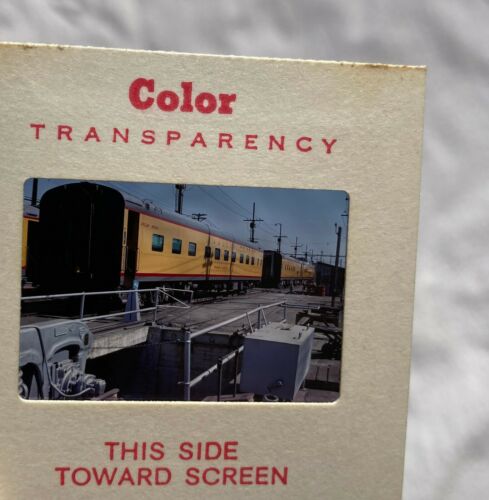 Color
TRANSPARENCY
THIS SIDE
TOWARD SCREEN